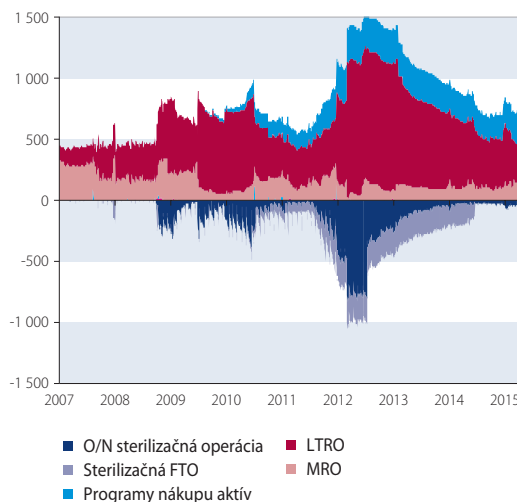 1 500
1 000
500
0
-500
-1 000
-1 500
2007 2008 2009 2010 2011 2012 2013 2014 2015
O/N sterilizačná operácia
LTRO
Sterilizačná FTO
MRO
Programy nákupu aktív